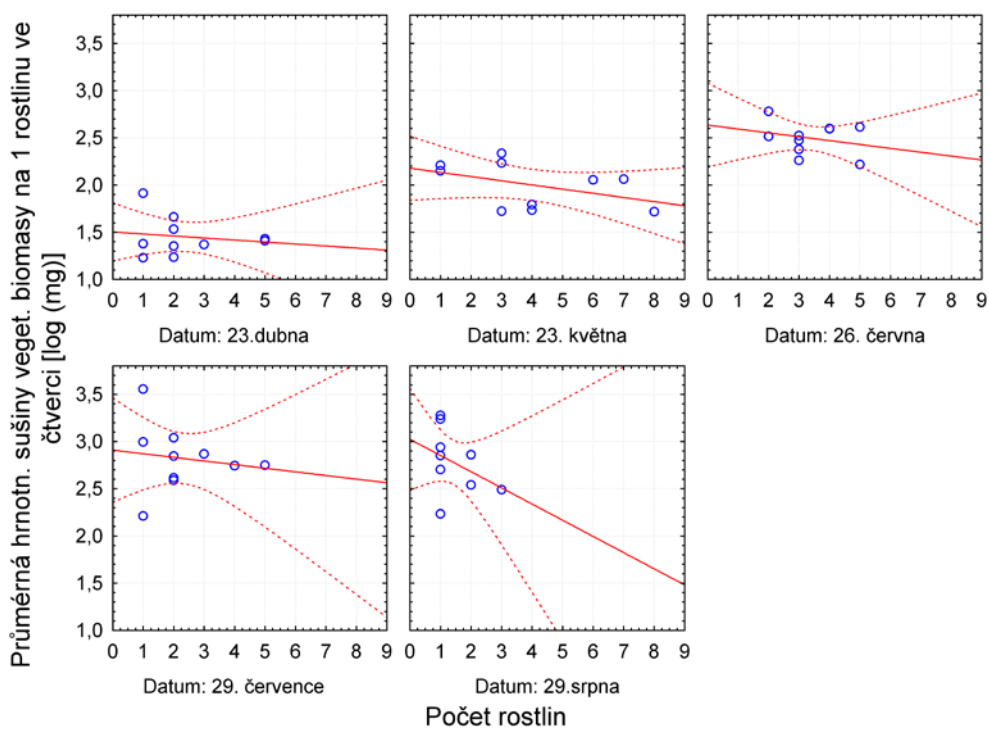 Průměrná hrnotn. sušiny veget. biomasy na 1 rostlinu ve
čtverci [log (mg)]
3,5
3,0
2,5
2,0
1,5
1,0
0 1 2 3 4 5 6 7 8 9
0 1 2 3 4 5 6 7 8 9
0 1 2 3 4 5 6 7 8 9
Datum: 23.dubna
Datum: 23. května
Datum: 26. června
3,5
3,0
2,5
2,0
1,5
1,0
0 1 2 3 4 5 6 7 8 9
0 1 2 3 4 5 6 7 8 9
Datum: 29. července
Datum: 29.srpna
Počet rostlin